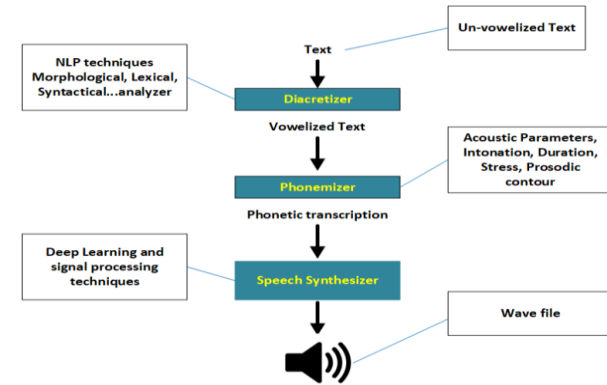 Un-vowelized Text
Text
NLP techniques
Morphological, Lexical,
Syntactical...analyzer
Diacretizer
Vowelized Text
Acoustic Parameters,
Intonation, Duration,
Stress, Prosodic
contour
Phonemizer
Phonetic transcription
Deep Learning and
signal processing
techniques
Speech Synthesizer
Wave file